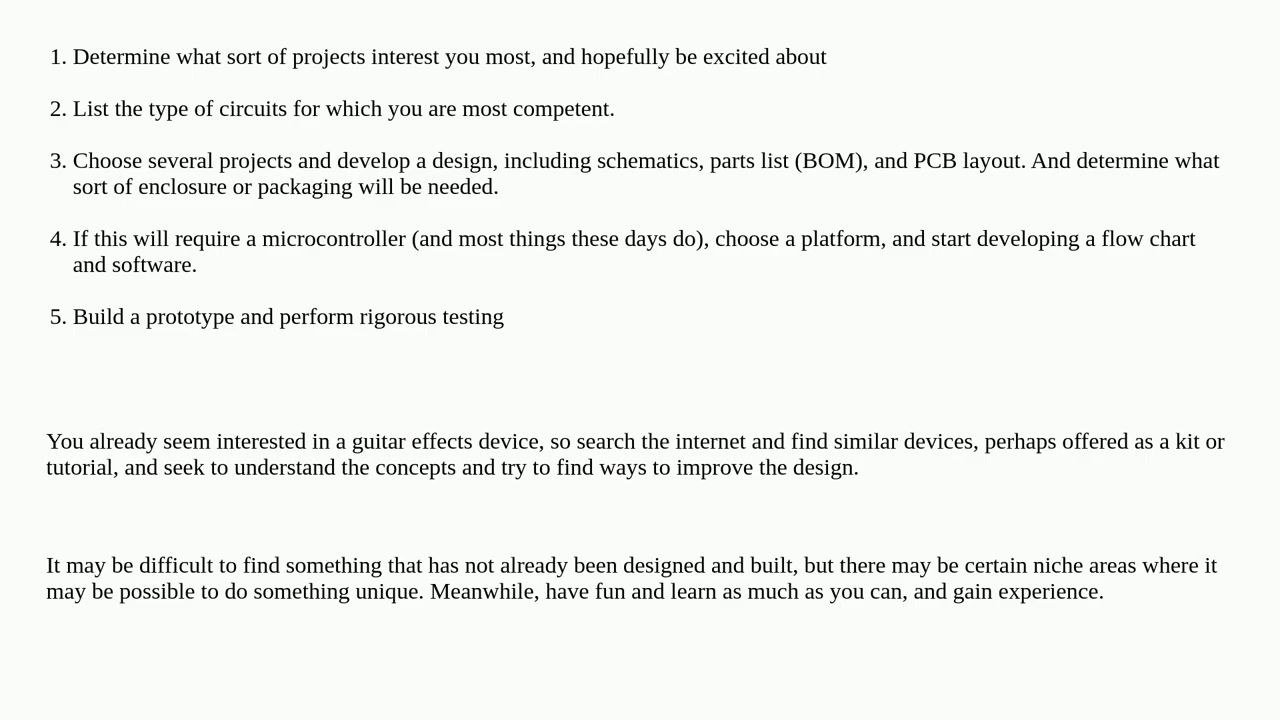 1. Determine what sort of projects interest you most, and hopefully be excited about
2. List the type of circuits for which you are most competent.
3. Choose several projects and develop a design, including schematics, parts list (BOM), and PCB layout. And determine what
sort of enclosure or packaging will be needed.
4. If this will require a microcontroller (and most things these days do), choose a platform, and start developing a flow chart
and software.
5. Build a prototype and perform rigorous testing
You already seem interested in a guitar effects device, so search the internet and find similar devices, perhaps offered as a kit or
tutorial, and seek to understand the concepts and try to find ways to improve the design.
It may be difficult to find something that has not already been designed and built, but there may be certain niche areas where it
may be possible to do something unique. Meanwhile, have fun and learn as much as you can, and gain experience.